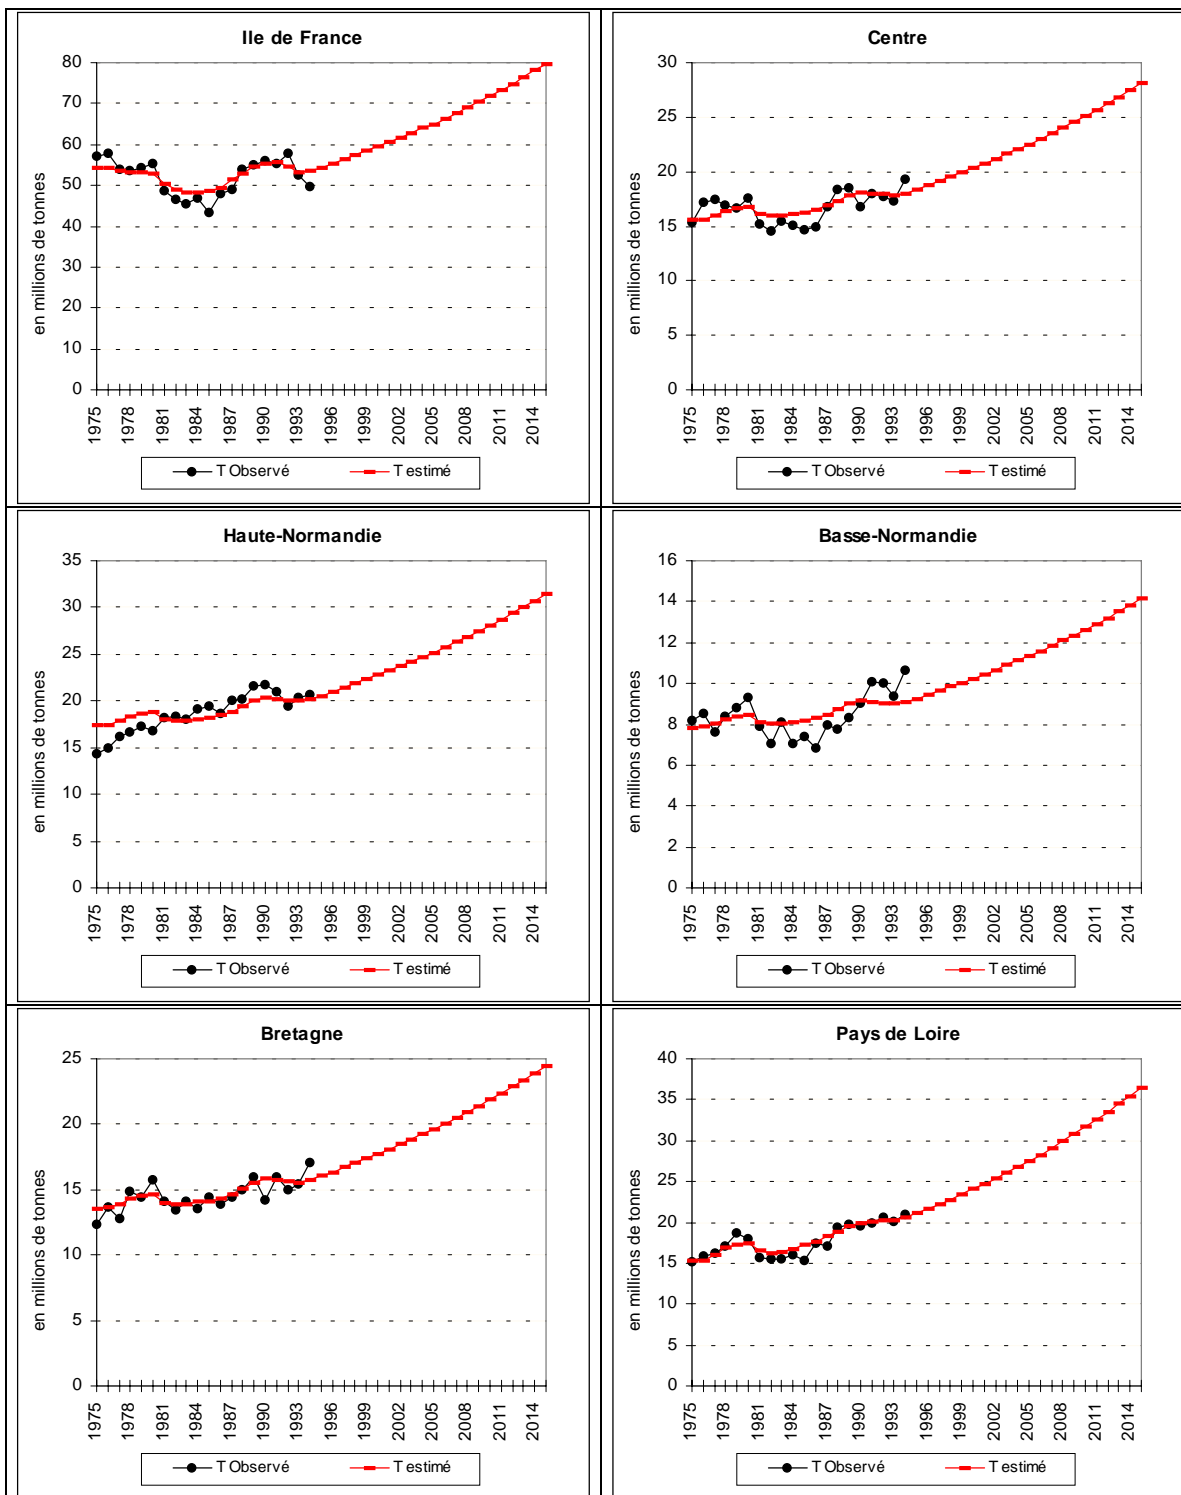 Ile de France
en millions de tonnes
80
70
60
50
40
30
20
10
0
1975 1978 1981 1984 1987 1990 1993 1996 1999 2002 2005 2008 2011 2014
T Observé T estimé
Centre
en millions de tonnes
30
25
20
15
10
5
0
1975 1978 1981 1984 1987 1990 1993 1996 1999 2002 2005 2008 2011 2014
T Observé T estimé
Haute-Normandie
en millions de tonnes
35
30
25
20
15
10
5
0
1975 1978 1981 1984 1987 1990 1993 1996 1999 2002 2005 2008 2011 2014
T Observé T estimé
Basse-Normandie
en millions de tonnes
16
14
12
10
8
6
4
2
0
1975 1978 1981 1984 1987 1990 1993 1996 1999 2002 2005 2008 2011 2014
T Observé T estimé
Bretagne
en millions de tonnes
25
20
15
10
5
0
1975 1978 1981 1984 1987 1990 1993 1996 1999 2002 2005 2008 2011 2014
T Observé T estimé
Pays de Loire
en millions de tonnes
40
35
30
25
20
15
10
5
0
1975 1978 1981 1984 1987 1990 1993 1996 1999 2002 2005 2008 2011 2014
T Observé T estimé